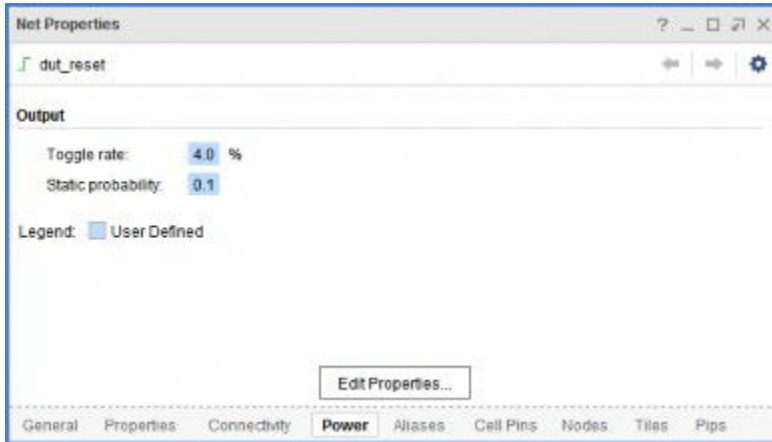 Net Properties
dut_reset
Output
Toggle rate: 4.0 %
Static probability: 0.1
Legend: User Defined
Edit Properties...
General Properties Connectivity Power Aliases Cell Pins Nodes Tiles Pips